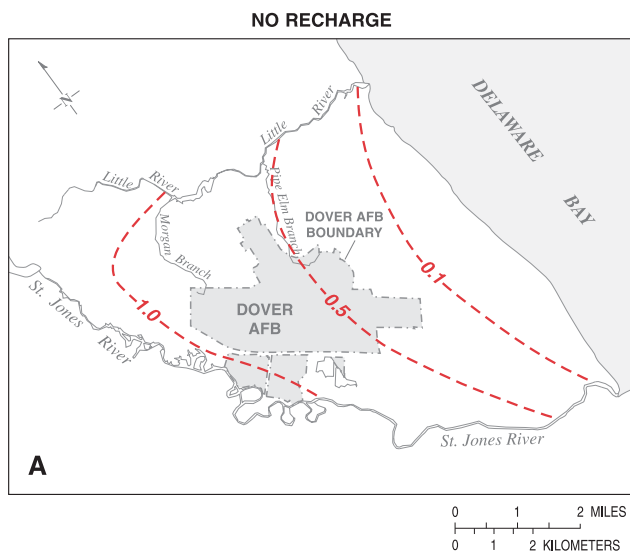 NO RECHARGE
N
DELAWARE
BAY
Little
River
Little
River
Pipe Elm Branch
Morgan
Branch
DOVER AFB
BOUNDARY
0.1
St. Jones
River
1.0
DOVER
AFB
0.5
St. Jones River
A
0 1 2 MILES
0 1 2 KILOMETERS